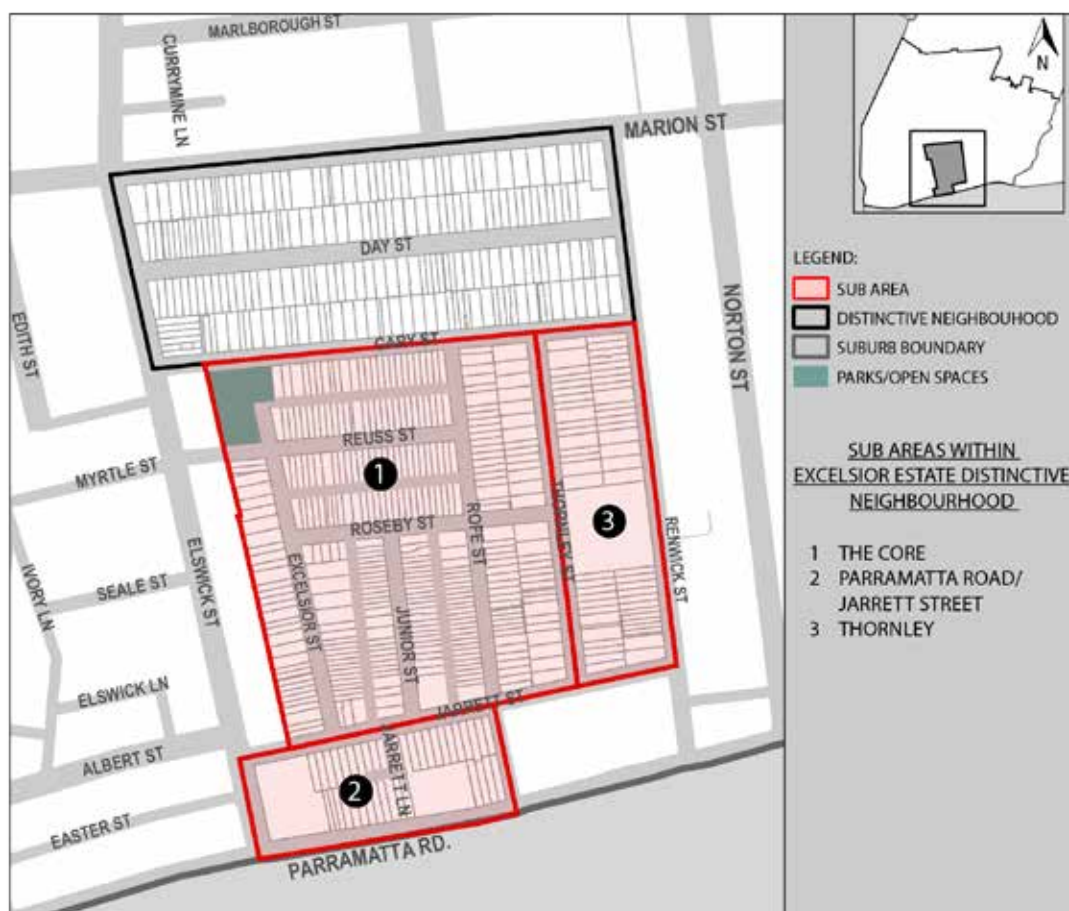 MARLBOROUGH ST
CURRYMINE LN
MARION ST
N
DAY ST
EDITH ST
NORTON ST
LEGEND:
SUB AREA
DISTINCTIVE NEIGHBOUHOOD
SUBURB BOUNDARY
PARKS/OPEN SPACES
CARY ST
REUSS ST
1
MYRTLE ST
ROSEBY ST
ROFE ST
THORNLEY ST
3
RENWICK ST
SUB AREAS WITHIN
EXCELSIOR ESTATE DISTINCTIVE
NEIGHBOURHOOD
1 THE CORE
2 PARRAMATTA ROAD/
JARRETT STREET
3 THORNLEY
IVORY LN
SEALE ST
ELSWICK ST
EXCELSIOR ST
JUNIOR ST
ELSWICK LN
JARRETT ST
ALBERT ST
JARRETT LN
2
EASTER ST
PARRAMATTA RD.